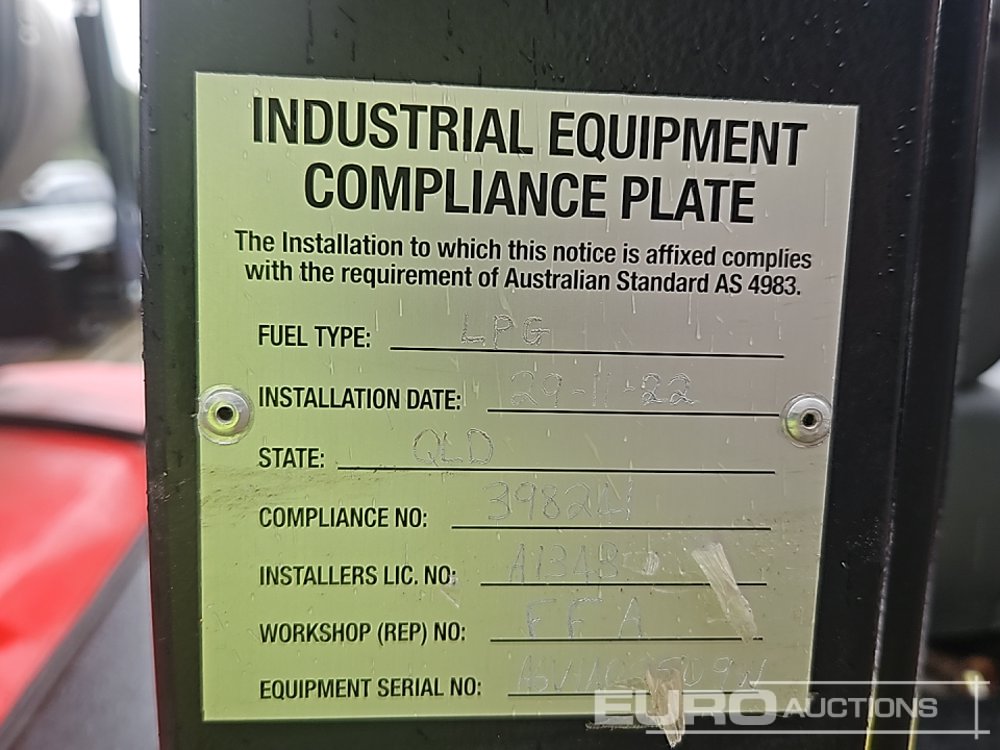 INDUSTRIAL EQUIPMENT
COMPLIANCE PLATE
The Installation to which this notice is affixed complies
with the requirement of Australian Standard AS 4983.
FUEL TYPE: LPG
INSTALLATION DATE: 29-11-22
STATE: QLD
COMPLIANCE NO:
INSTALLERS LIC. NO:
WORKSHOP (REP) NO: FFA
EQUIPMENT SERIAL NO:
EURO AUCTIONS